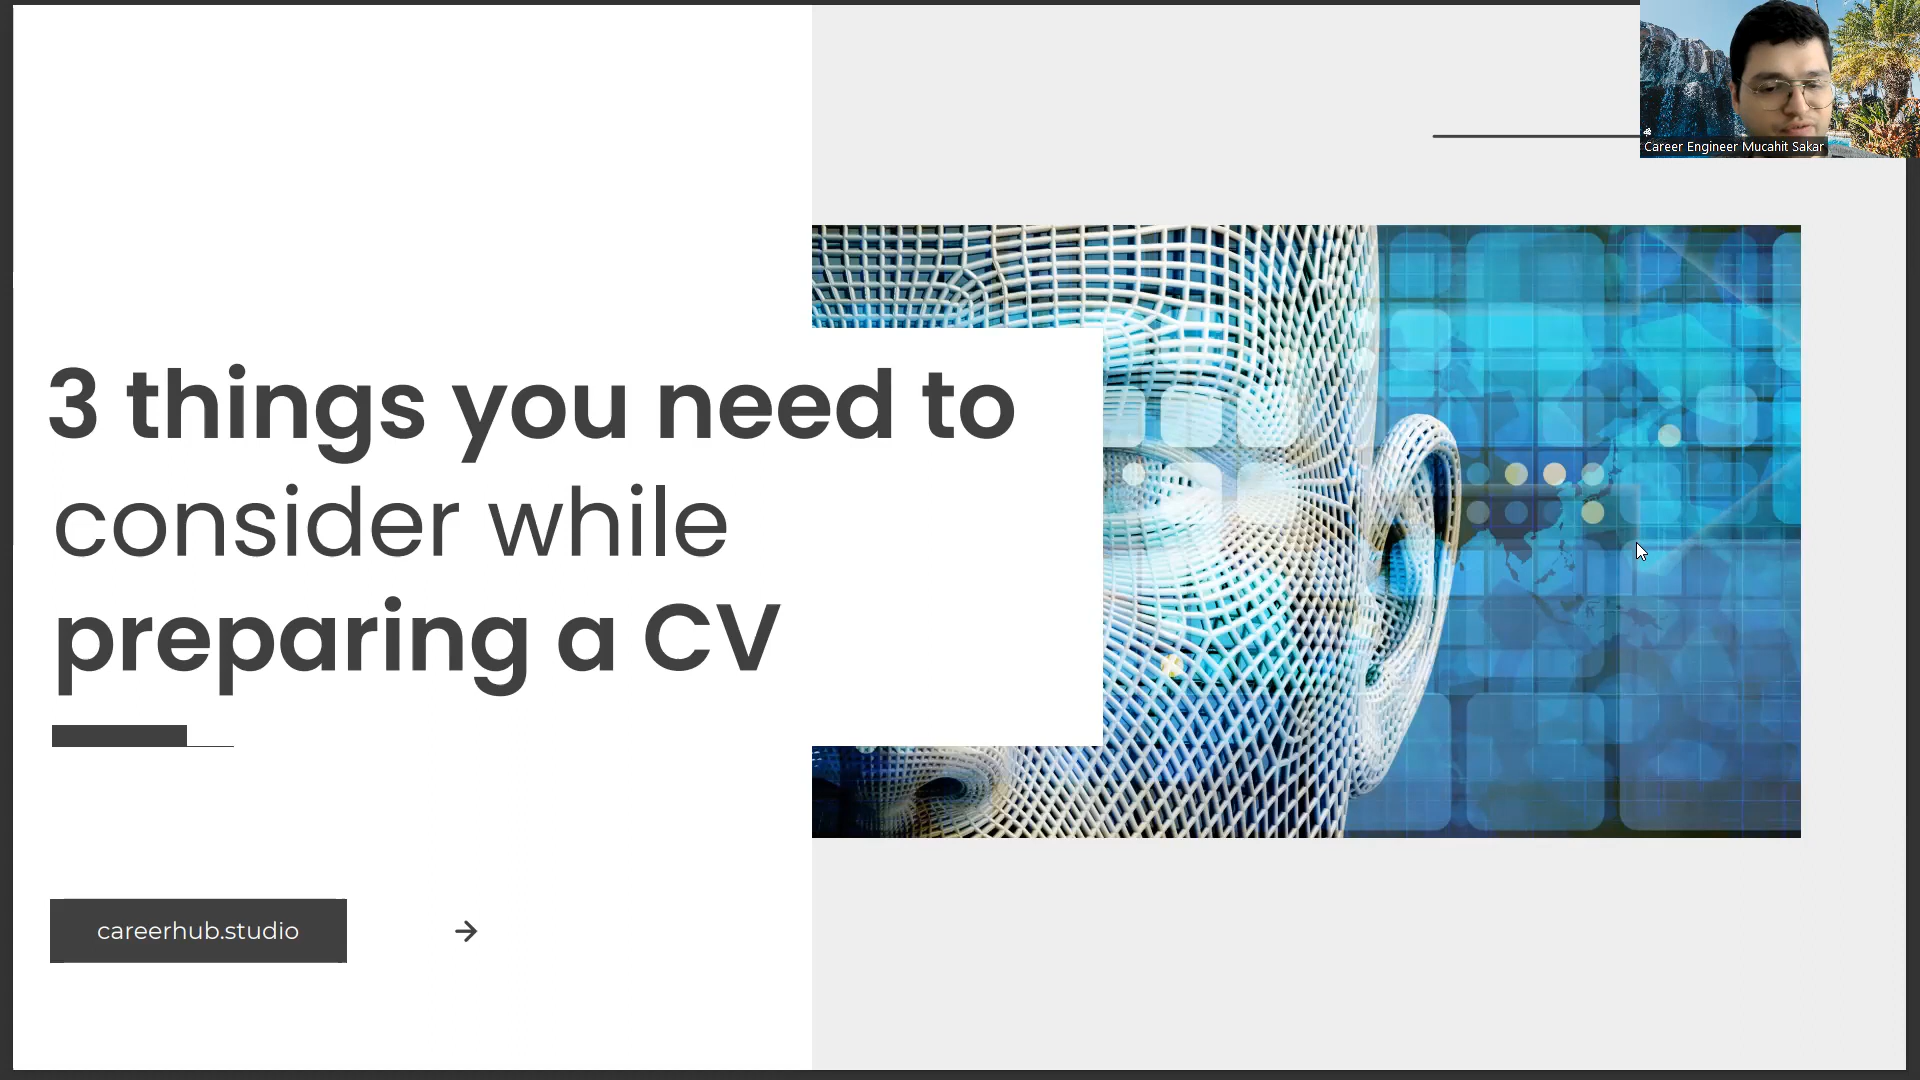 Career Engineer Mucahit Sakar
3 things you need to
consider while
preparing a CV
careerhub.studio